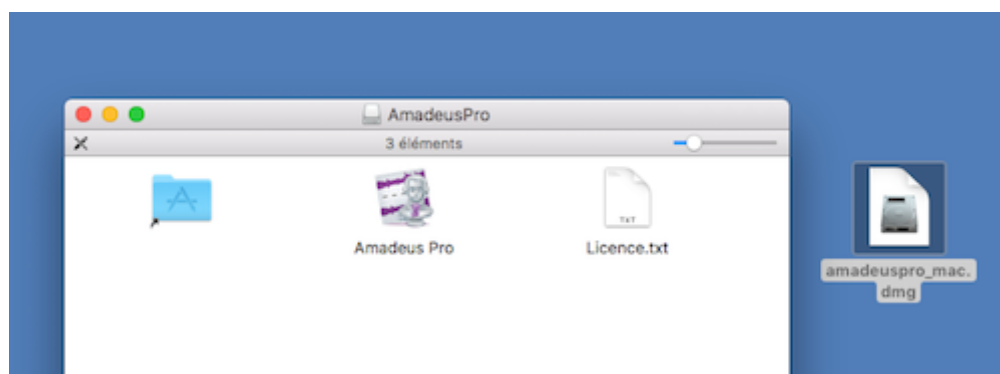 AmadeusPro
3 éléments
Amadeus Pro
TXT
Licence.txt
amadeuspro_mac.
dmg